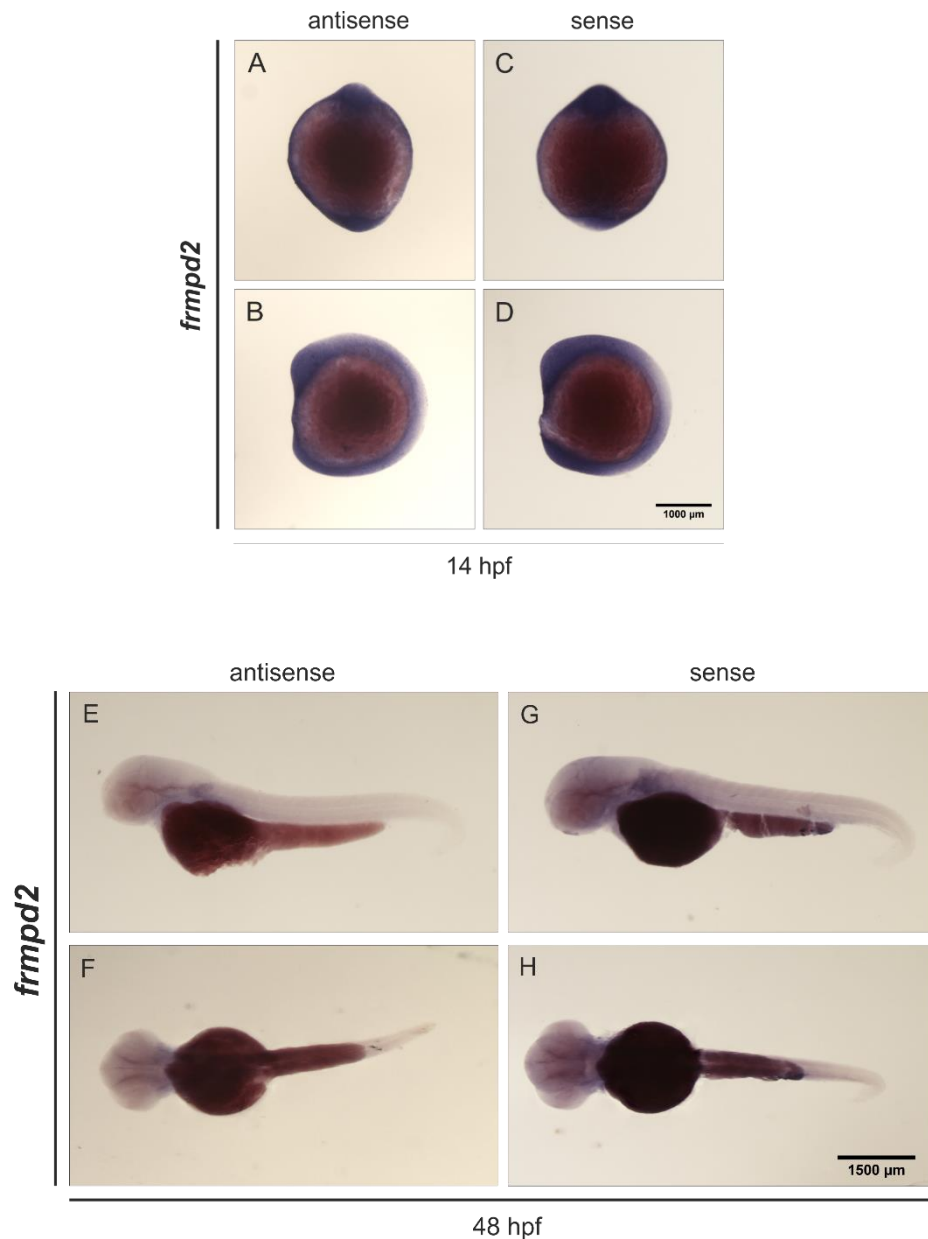 antisense sense
A C
frmpd2
B D
1000 µm
14 hpf
antisense sense
E G
frmpd2
F H
1500 µm
48 hpf